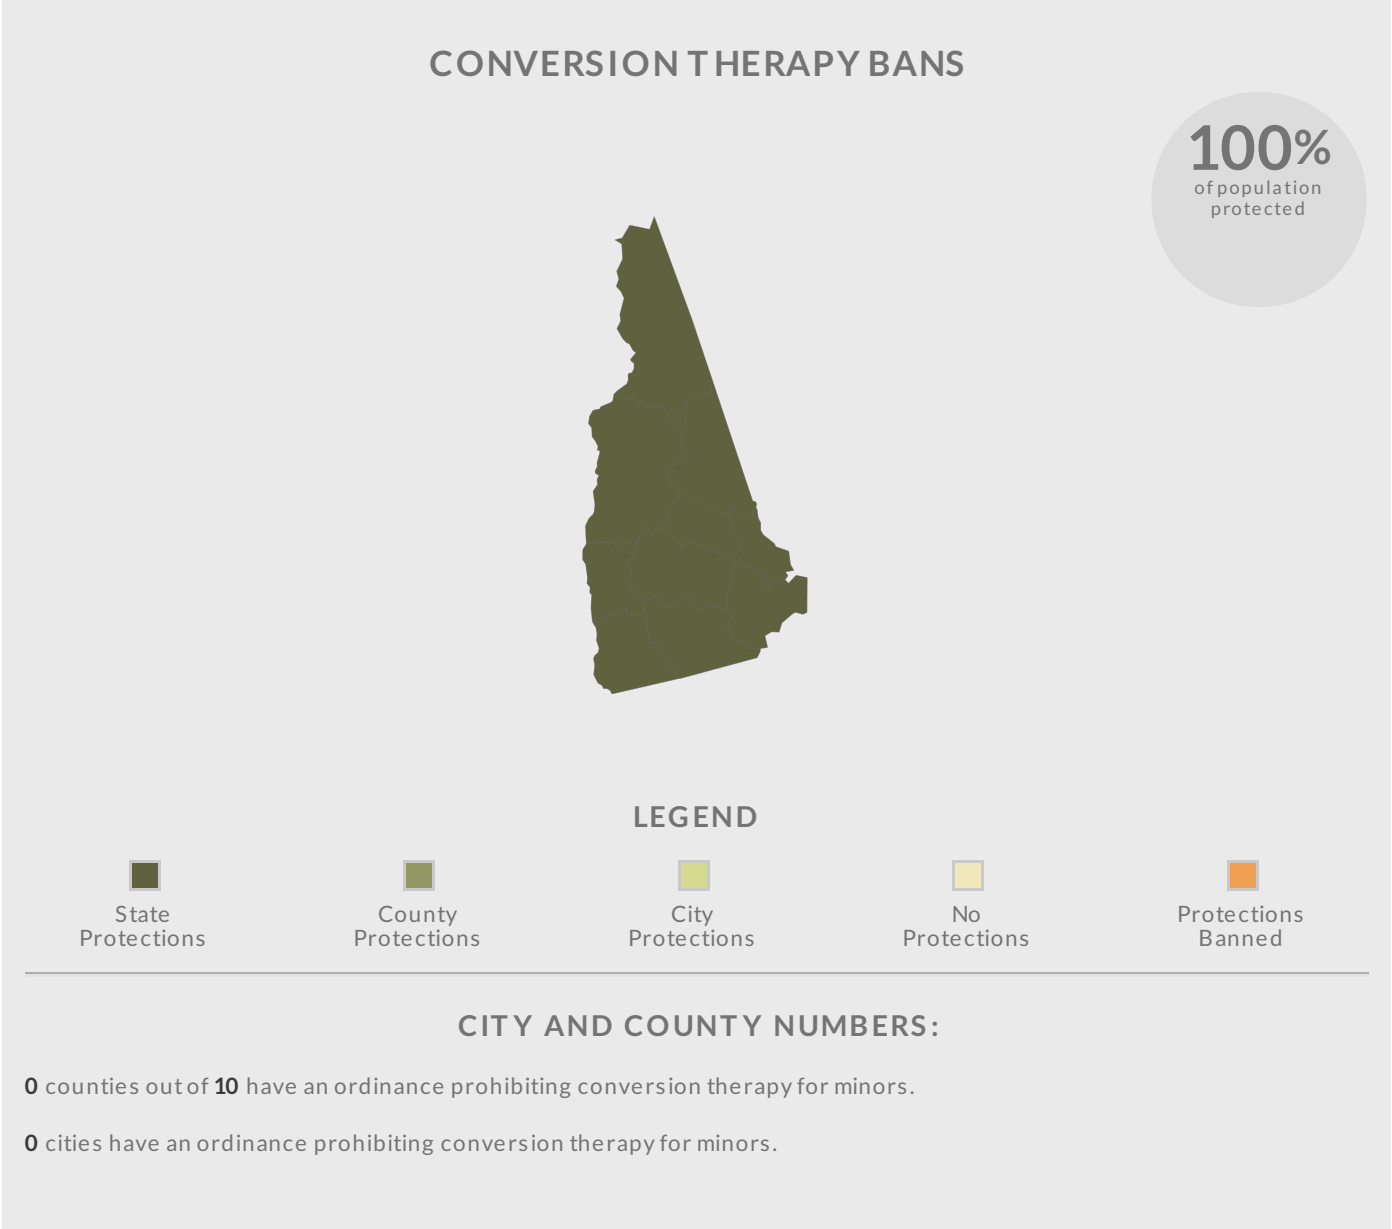 CONVERSION THERAPY BANS
100%
of population
protected
LEGEND
State
Protections
County
Protections
City
Protections
No
Protections
Protections
Banned
CITY AND COUNTY NUMBERS:
0 counties out of 10 have an ordinance prohibiting conversion therapy for minors.
0 cities have an ordinance prohibiting conversion therapy for minors.